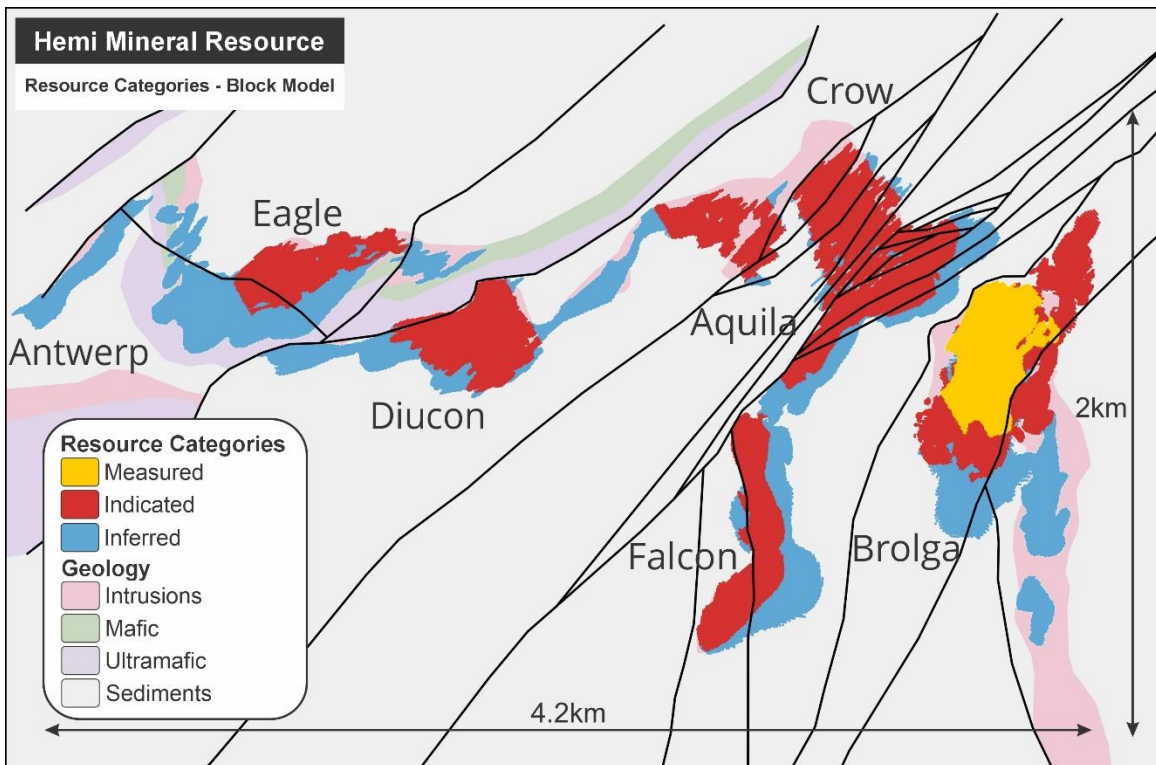 Hemi Mineral Resource
Resource Categories - Block Model
Crow
Eagle
Aquila
Antwerp
Diucon
2km
Resource Categories
Measured
Indicated
Inferred
Geology
Intrusions
Mafic
Ultramafic
Sediments
Falcon
Brolga
4.2km